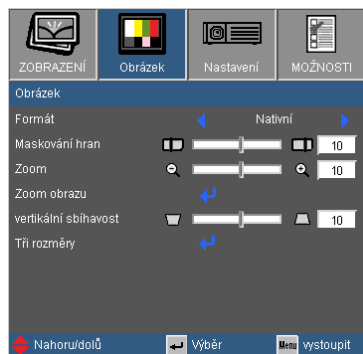 ZOBRAZENÍ Obrázek Nastavení MOŽNOSTI
Obrázek
Formát Nativní
Maskování hran 10
Zoom 10
Zoom obrazu
vertikální sbíhavost 10
Tři rozměry
Nahoru/dolů Výběr Menu vystoupit